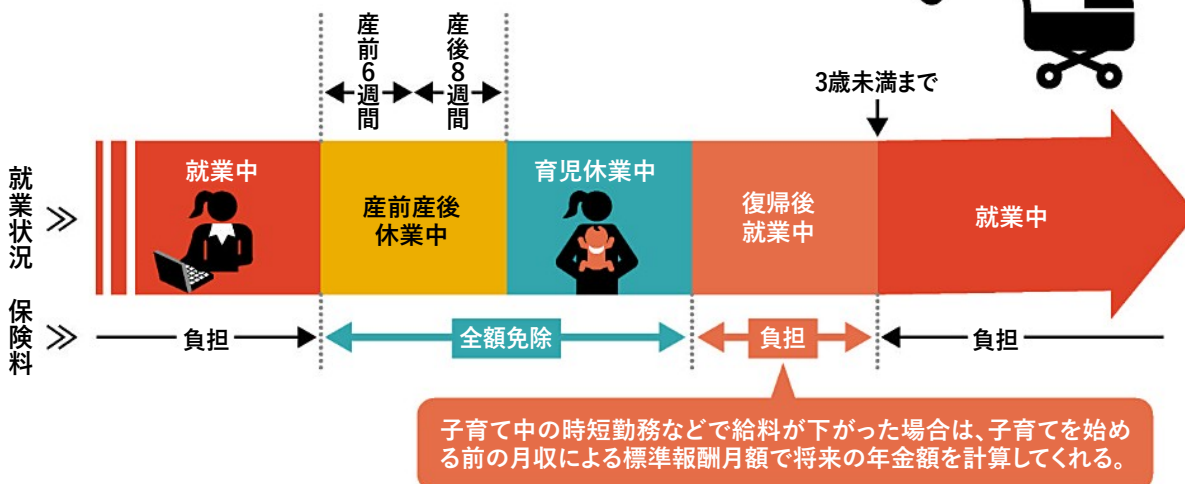 産前6週間
産後8週間
3歳未満まで
就業状況
就業中
産前産後
休業中
育児休業中
復帰後
就業中
就業中
保険料
負担
全額免除
負担
負担
子育て中の時短勤務などで給料が下がった場合は、子育てを始め
る前の月収による標準報酬月額で将来の年金額を計算してくれる。